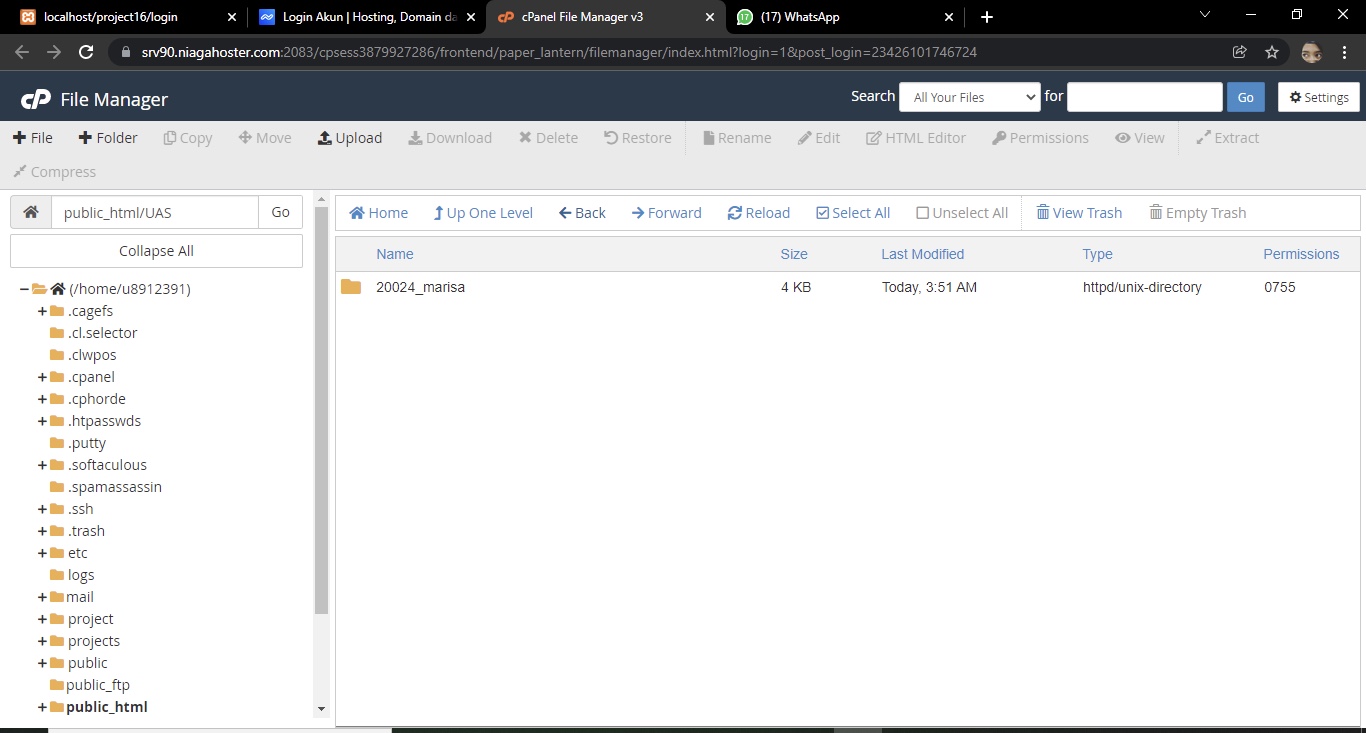 localhost/project16/login
Login Akun | Hosting, Domain da
cPanel File Manager v3
(17) WhatsApp
srv90.niagahoster.com:2083/cpsess3879927286/frontend/paper_lantern/filemanager/index.html?login=1&post_login=23426101746724
cP File Manager
Search All Your Files for Go Settings
File Folder Copy Move Upload Download Delete Restore Rename Edit HTML Editor Permissions View Extract
Compress
public_html/UAS Go
Home Up One Level Back Forward Reload Select All Unselect All View Trash Empty Trash
Collapse All
Name Size Last Modified Type Permissions
20024_marisa 4 KB Today, 3:51 AM httpd/unix-directory 0755
(/home/u8912391)
.cagefs
.cl.selector
.clwpos
.cpanel
.cphorde
.htpasswds
.putty
.softaculous
.spamassassin
.ssh
.trash
etc
logs
mail
project
projects
public
public_ftp
public_html